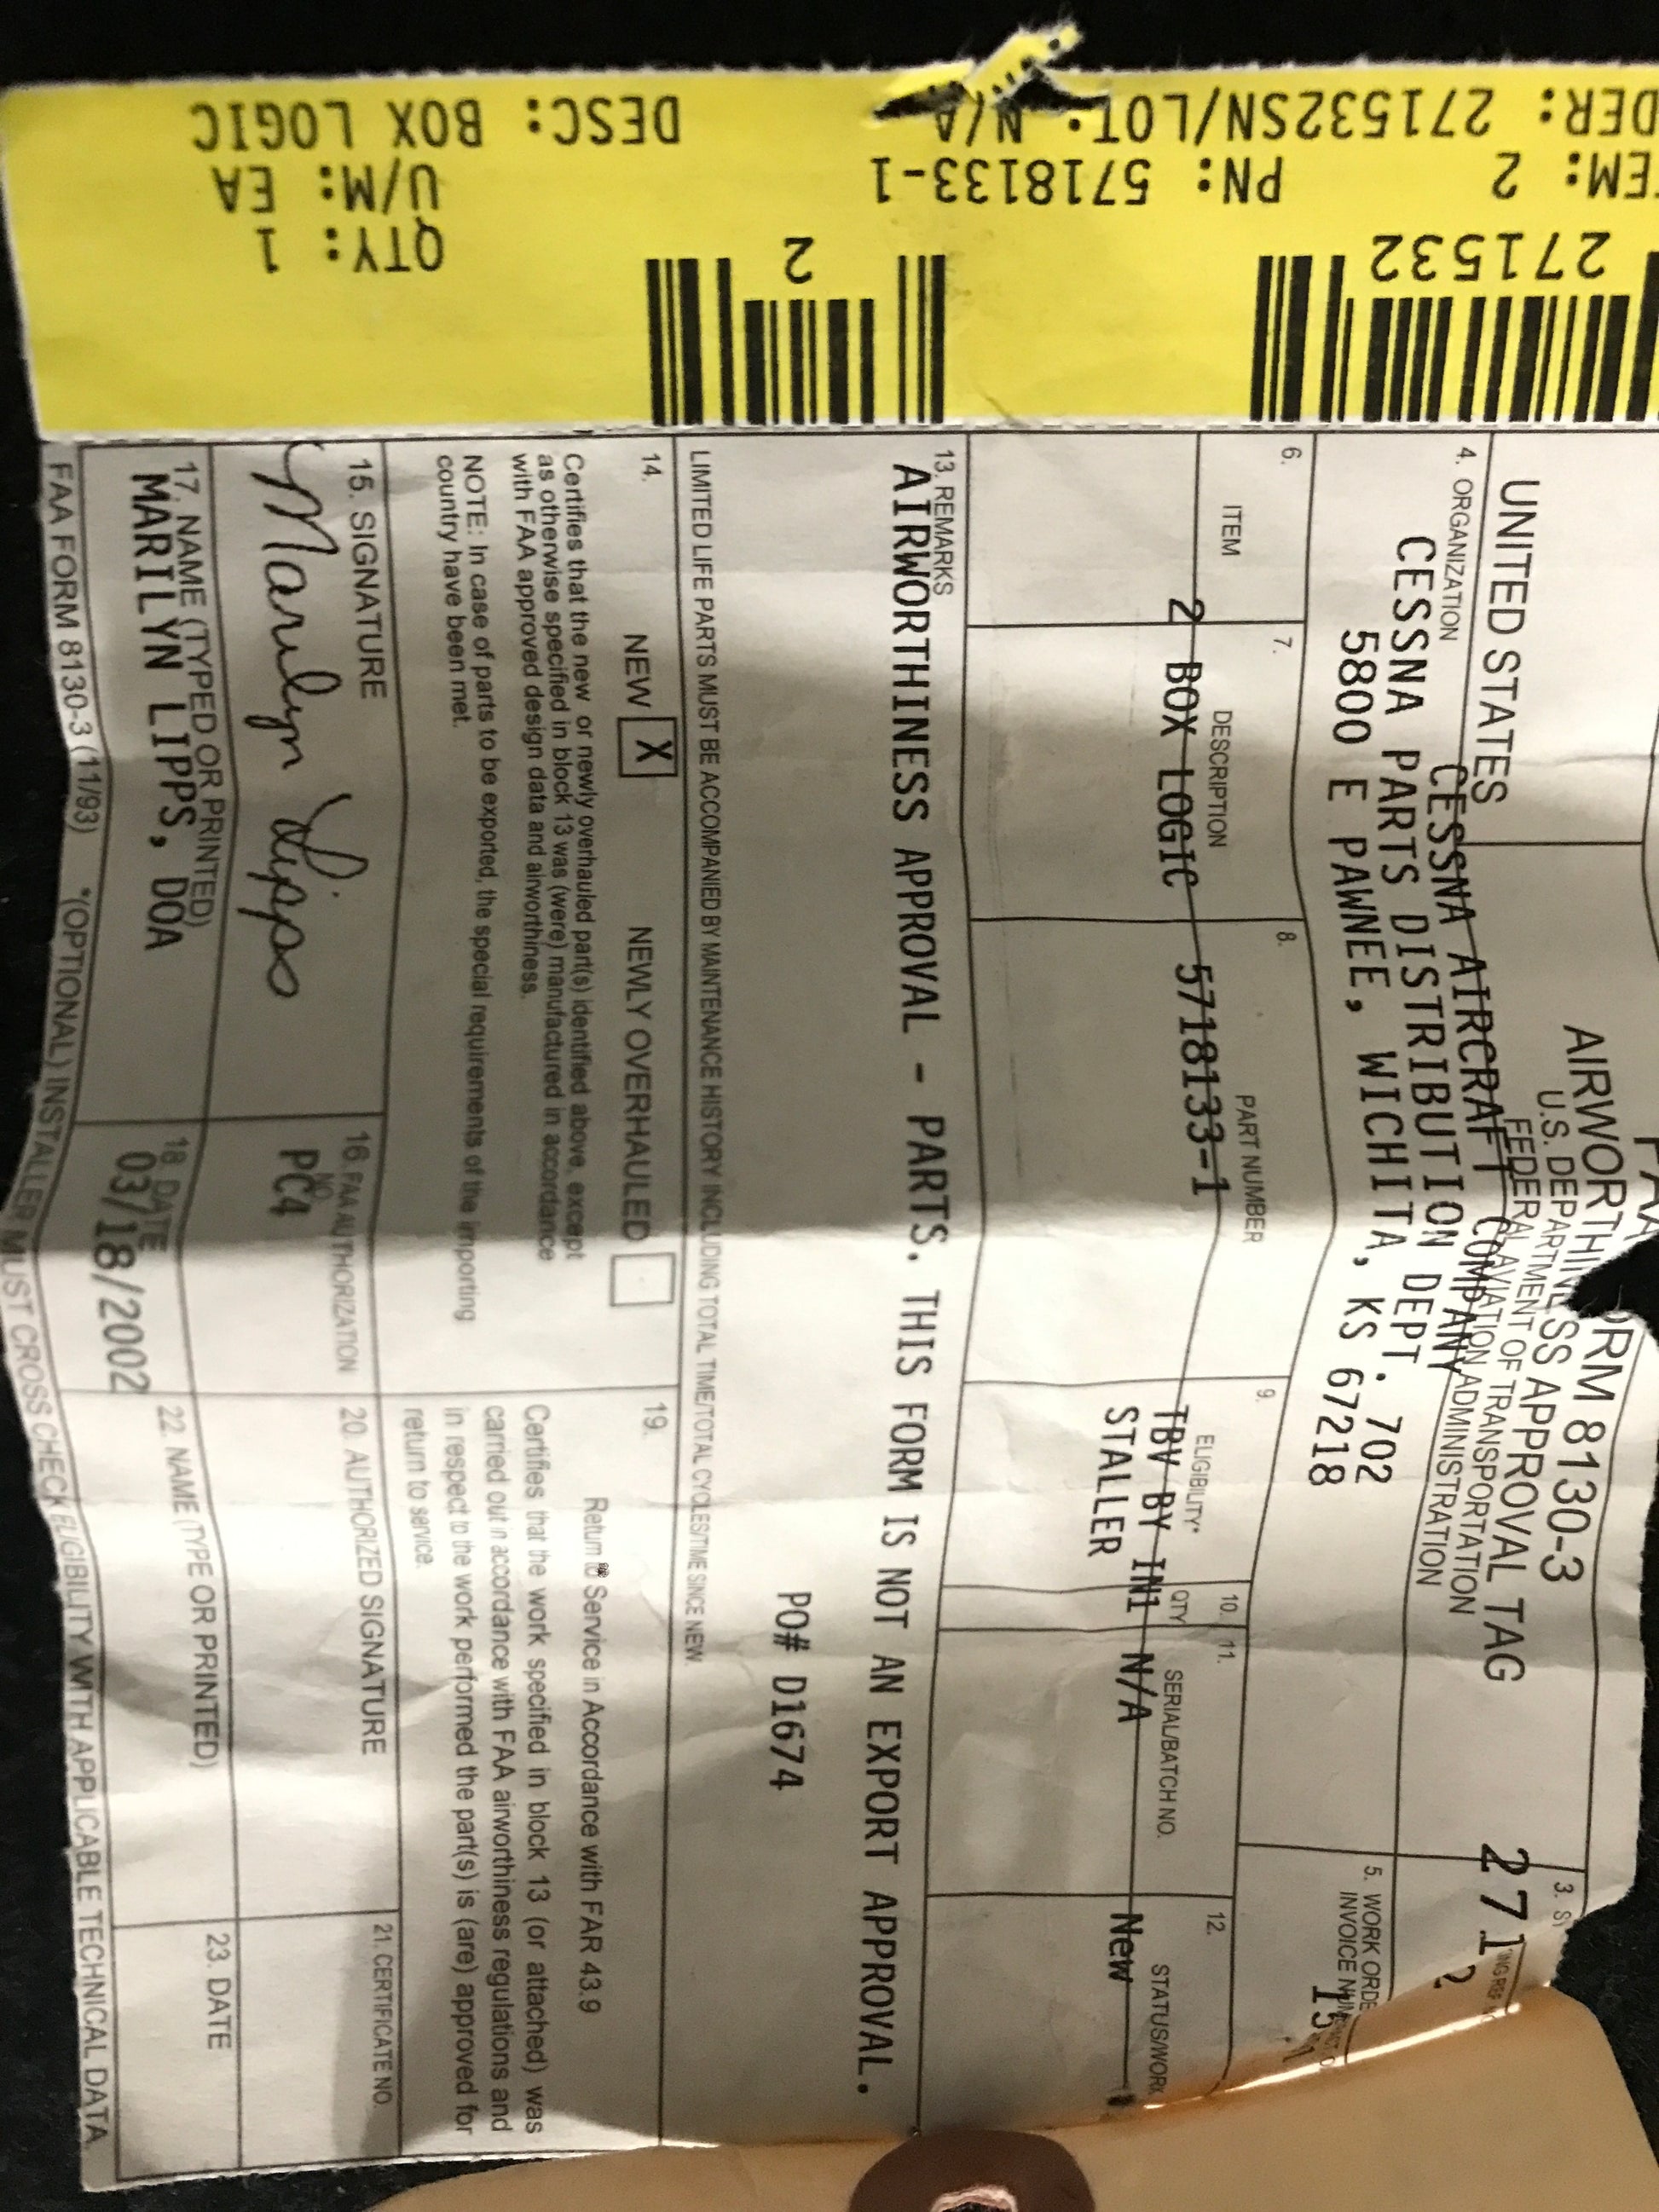 DER: 271532SN/LOT: N/A DESC: BOX LOGIC
EM: 2 PN: 5718133-1 U/M: EA
QTY: 1
271532 2
RM 8130-3
AIRWORTHINESS APPROVAL TAG
U.S. DEPARTMENT OF TRANSPORTATION
FEDERAL AVIATION ADMINISTRATION
UNITED STATES
3.
271
4. ORGANIZATION
CESSNA AIRCRAFT COMPANY
CESSNA PARTS DISTRIBUTION DEPT. 702
5800 E PAWNEE, WICHITA, KS 67218
5. WORK ORDE
INVOICE NUM
15
6. 7. 8. 9. 10. 11. 12.
ITEM DESCRIPTION PART NUMBER ELIGIBILITY* QTY SERIAL/BATCH NO. STATUS/WORK
2 BOX LOGIC 5718133-1 TBV BY IN1 N/A New
STALLER
13. REMARKS
AIRWORTHINESS APPROVAL - PARTS. THIS FORM IS NOT AN EXPORT APPROVAL.
PO# D1674
LIMITED LIFE PARTS MUST BE ACCOMPANIED BY MAINTENANCE HISTORY INCLUDING TOTAL TIME/TOTAL CYCLES/TIME SINCE NEW.
14.
NEW X NEWLY OVERHAULED
Certifies that the new or newly overhauled part(s) identified above, except
as otherwise specified in block 13 was (were) manufactured in accordance
with FAA approved design data and airworthiness.
NOTE: In case of parts to be exported, the special requirements of the importing
country have been met.
19.
Return to Service in Accordance with FAR 43.9
Certifies that the work specified in block 13 (or attached) was
carried out in accordance with FAA airworthiness regulations and
in respect to the work performed the part(s) is (are) approved for
return to service.
15. SIGNATURE
Marilyn Lipps
16. FAA AUTHORIZATION
NO.
PC4
20. AUTHORIZED SIGNATURE
21. CERTIFICATE NO.
17. NAME (TYPED OR PRINTED)
MARILYN LIPPS, DOA
18. DATE
03/18/2002
22. NAME (TYPE OR PRINTED)
23. DATE
FAA FORM 8130-3 (11/93) *(OPTIONAL) INSTALLER MUST CROSS CHECK ELIGIBILITY WITH APPLICABLE TECHNICAL DATA